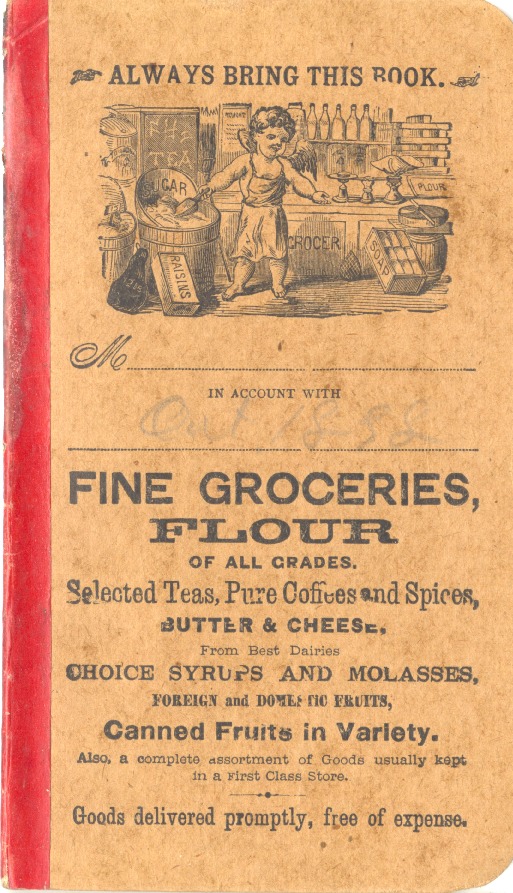 ALWAYS BRING THIS BOOK.
TEA
SUGAR
FLOUR
GROCER
RAISINS
SOAP
M
IN ACCOUNT WITH
FINE GROCERIES,
FLOUR
OF ALL GRADES.
Selected Teas, Pure Coffees and Spices,
BUTTER & CHEESE,
From Best Dairies
CHOICE SYRUPS AND MOLASSES,
FOREIGN and DOMESTIC FRUITS,
Canned Fruits in Variety.
Also, a complete assortment of Goods usually kept
in a First Class Store.
Goods delivered promptly, free of expense.